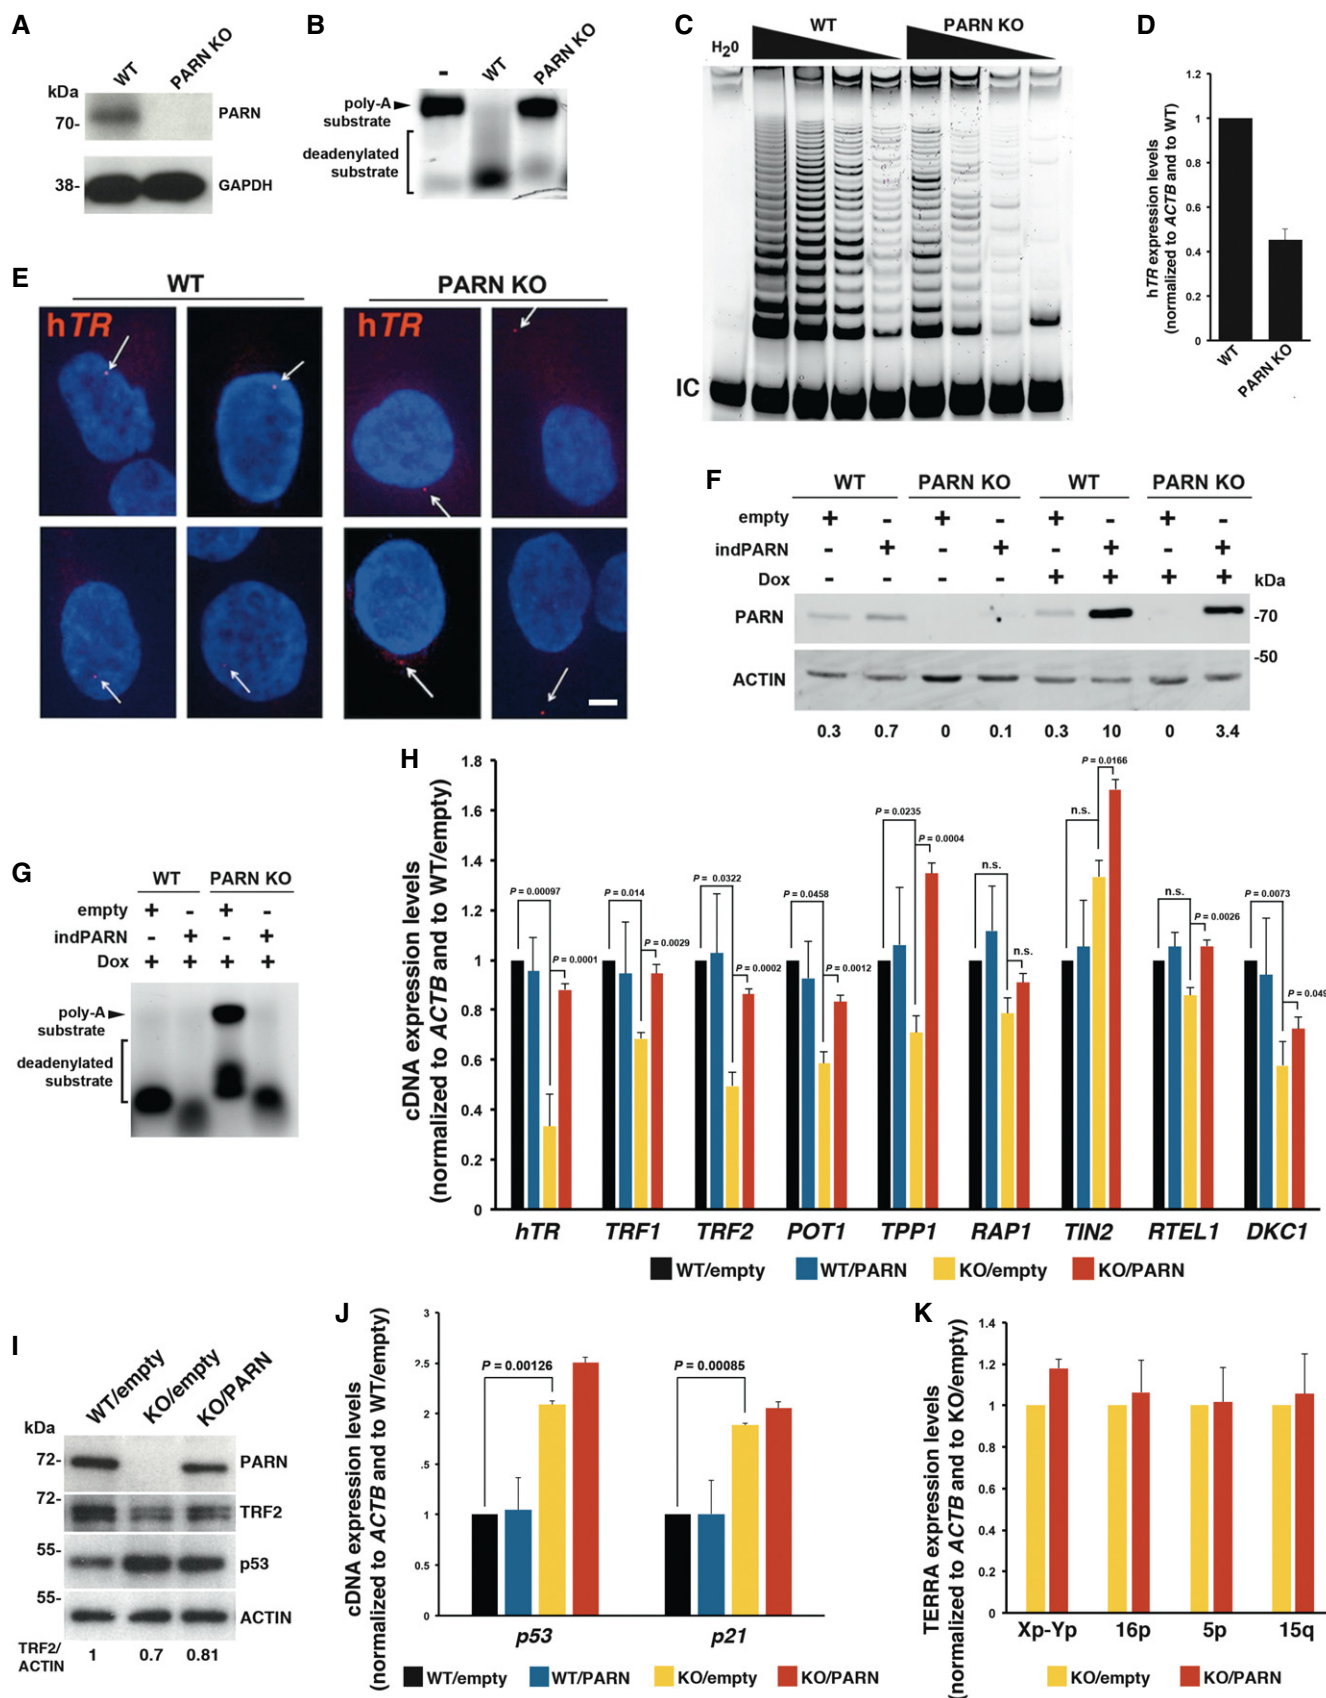 A
WT
PARN KO
kDa
70-
PARN
38-
GAPDH
B
-
WT
PARN KO
poly-A
substrate
deadenylated
substrate
C
H20
WT
PARN KO
IC
D
hTR expression levels
(normalized to ACTB and to WT)
1.2
1
0.8
0.6
0.4
0.2
0
WT
PARN KO
E
WT
PARN KO
hTR
hTR
F
WT
PARN KO
WT
PARN KO
empty
+ - + - + - + -
indPARN
- + - + - + - +
Dox
- - - - + + + +
kDa
PARN
-70
-50
ACTIN
0.3 0.7 0 0.1 0.3 10 0 3.4
G
WT
PARN KO
empty
+ - + -
indPARN
- + - +
Dox
+ + + +
poly-A
substrate
deadenylated
substrate
H
cDNA expression levels
(normalized to ACTB and to WT/empty)
1.8
1.6
1.4
1.2
1
0.8
0.6
0.4
0.2
0
P = 0.00097
P = 0.0001
P = 0.014
P = 0.0029
P = 0.0322
P = 0.0002
P = 0.0458
P = 0.0012
P = 0.0235
P = 0.0004
n.s.
n.s.
n.s.
P = 0.0166
n.s.
P = 0.0026
P = 0.0073
P = 0.049
hTR
TRF1
TRF2
POT1
TPP1
RAP1
TIN2
RTEL1
DKC1
WT/empty
WT/PARN
KO/empty
KO/PARN
I
WT/empty
KO/empty
KO/PARN
kDa
72-
PARN
72-
TRF2
55-
p53
55-
ACTIN
TRF2/
ACTIN
1 0.7 0.81
J
cDNA expression levels
(normalized to ACTB and to WT/empty)
3
2.5
2
.5
1
0.5
0
P = 0.00126
P = 0.00085
p53
p21
WT/empty
WT/PARN
KO/empty
KO/PARN
K
TERRA expression levels
(normalized to ACTB and to KO/empty)
1.4
1.2
1
0.8
0.6
0.4
0.2
0
Xp-Yp
16p
5p
15q
KO/empty
KO/PARN